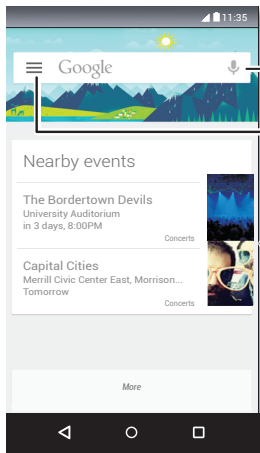 11:35
Google
Nearby events
The Bordertown Devils
University Auditorium
in 3 days, 8:00PM
Concerts
Capital Cities
Merrill Civic Center East, Morrison...
Tomorrow
Concerts
More